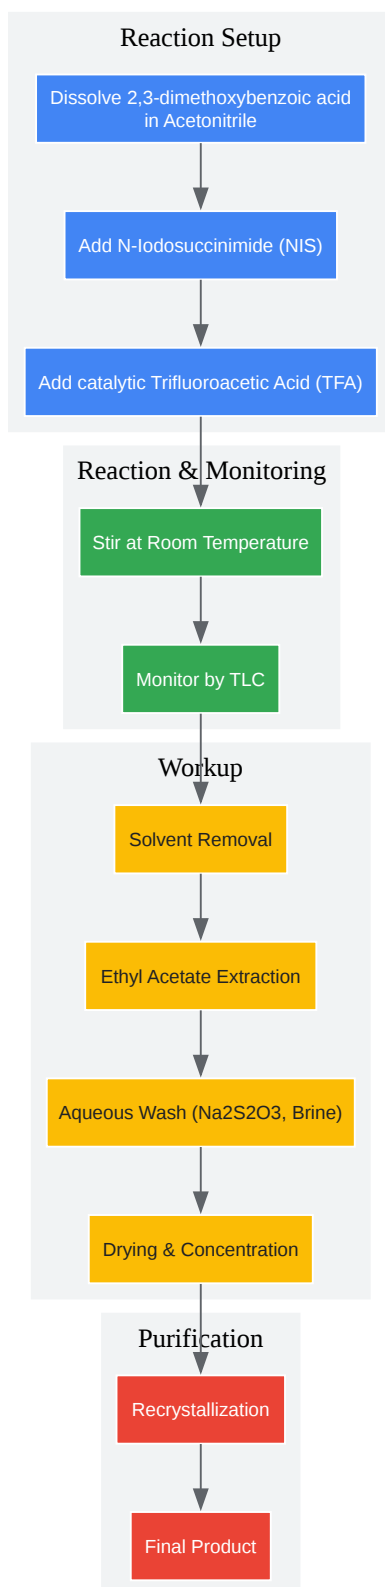 Reaction Setup
Dissolve 2,3-dimethoxybenzoic acid
in Acetonitrile
Add N-Iodosuccinimide (NIS)
Add catalytic Trifluoroacetic Acid (TFA)
Reaction & Monitoring
Stir at Room Temperature
Monitor by TLC
Workup
Solvent Removal
Ethyl Acetate Extraction
Aqueous Wash (Na2S2O3, Brine)
Drying & Concentration
Purification
Recrystallization
Final Product